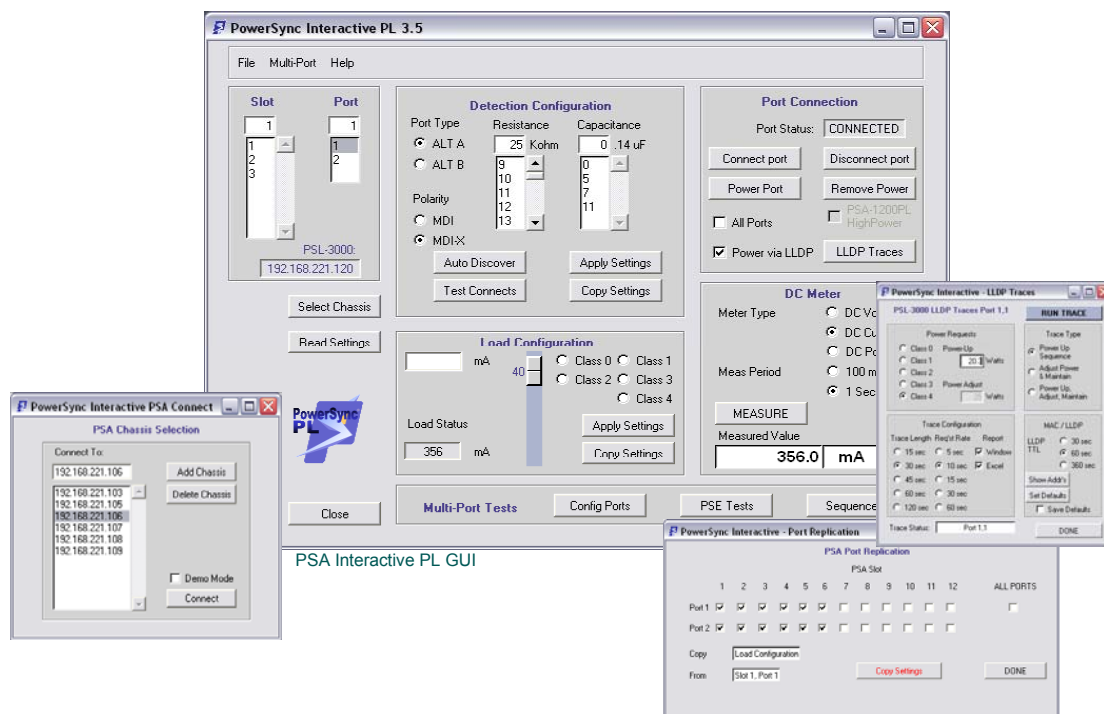 PowerSync Interactive PL 3.5
File Multi-Port Help
Slot Port
1 1
1 1
2 2
3
PSL-3000:
192.168.221.120
Select Chassis
Read Settings
PowerSync
PL
Close
Detection Configuration
Port Type Resistance Capacitance
ALT A 25 Kohm 0 .14 uF
ALT B 9 0
10 5
11 7
12 11
13
Polarity
MDI
MDI-X
Auto Discover Apply Settings
Test Connects Copy Settings
Load Configuration
mA 40 Class 0 Class 1
Class 2 Class 3
Class 4
Load Status
356 mA
Apply Settings
Copy Settings
Port Connection
Port Status: CONNECTED
Connect port Disconnect port
Power Port Remove Power
All Ports PSA-1200PL
HighPower
Power via LLDP LLDP Traces
DC Meter
Meter Type DC
DC
DC
Meas Period 100
1 Sec
MEASURE
Measured Value
356.0 mA
Multi-Port Tests Config Ports PSE Tests Sequence
PSA Interactive PL GUI
PowerSync Interactive PSA Connect
PSA Chassis Selection
Connect To:
192.168.221.106 Add Chassis
192.168.221.103 Delete Chassis
192.168.221.105
192.168.221.106
192.168.221.107
192.168.221.108
192.168.221.109
Demo Mode
Connect
PowerSync Interactive - LLDP Traces
PSL-3000 LLDP Traces Port 1,1 RUN TRACE
Power Requests
Class 0 Power-Up
Class 1 Watts
Class 2
Class 3 Power Adjust
Class 4 Watts
Trace Type
Power Up
Sequence
Adjust Power
& Maintain
Power Up,
Adjust, Maintain
Trace Configuration
Trace Length Req'd Rate Report
15 sec 5 sec Window
30 sec 10 sec Excel
45 sec 15 sec
60 sec 30 sec
120 sec 60 sec
MAC / LLDP
LLDP 30 sec
TTL 60 sec
360 sec
Show Addr's
Set Defaults
Save Defaults
Trace Status: Port 1,1 DONE
PowerSync Interactive - Port Replication
PSA Port Replication
PSA Slot
1 2 3 4 5 6 7 8 9 10 11 12 ALL PORTS
Port 1
Port 2
Copy Load Configuration
From Slot 1, Port 1 Copy Settings DONE